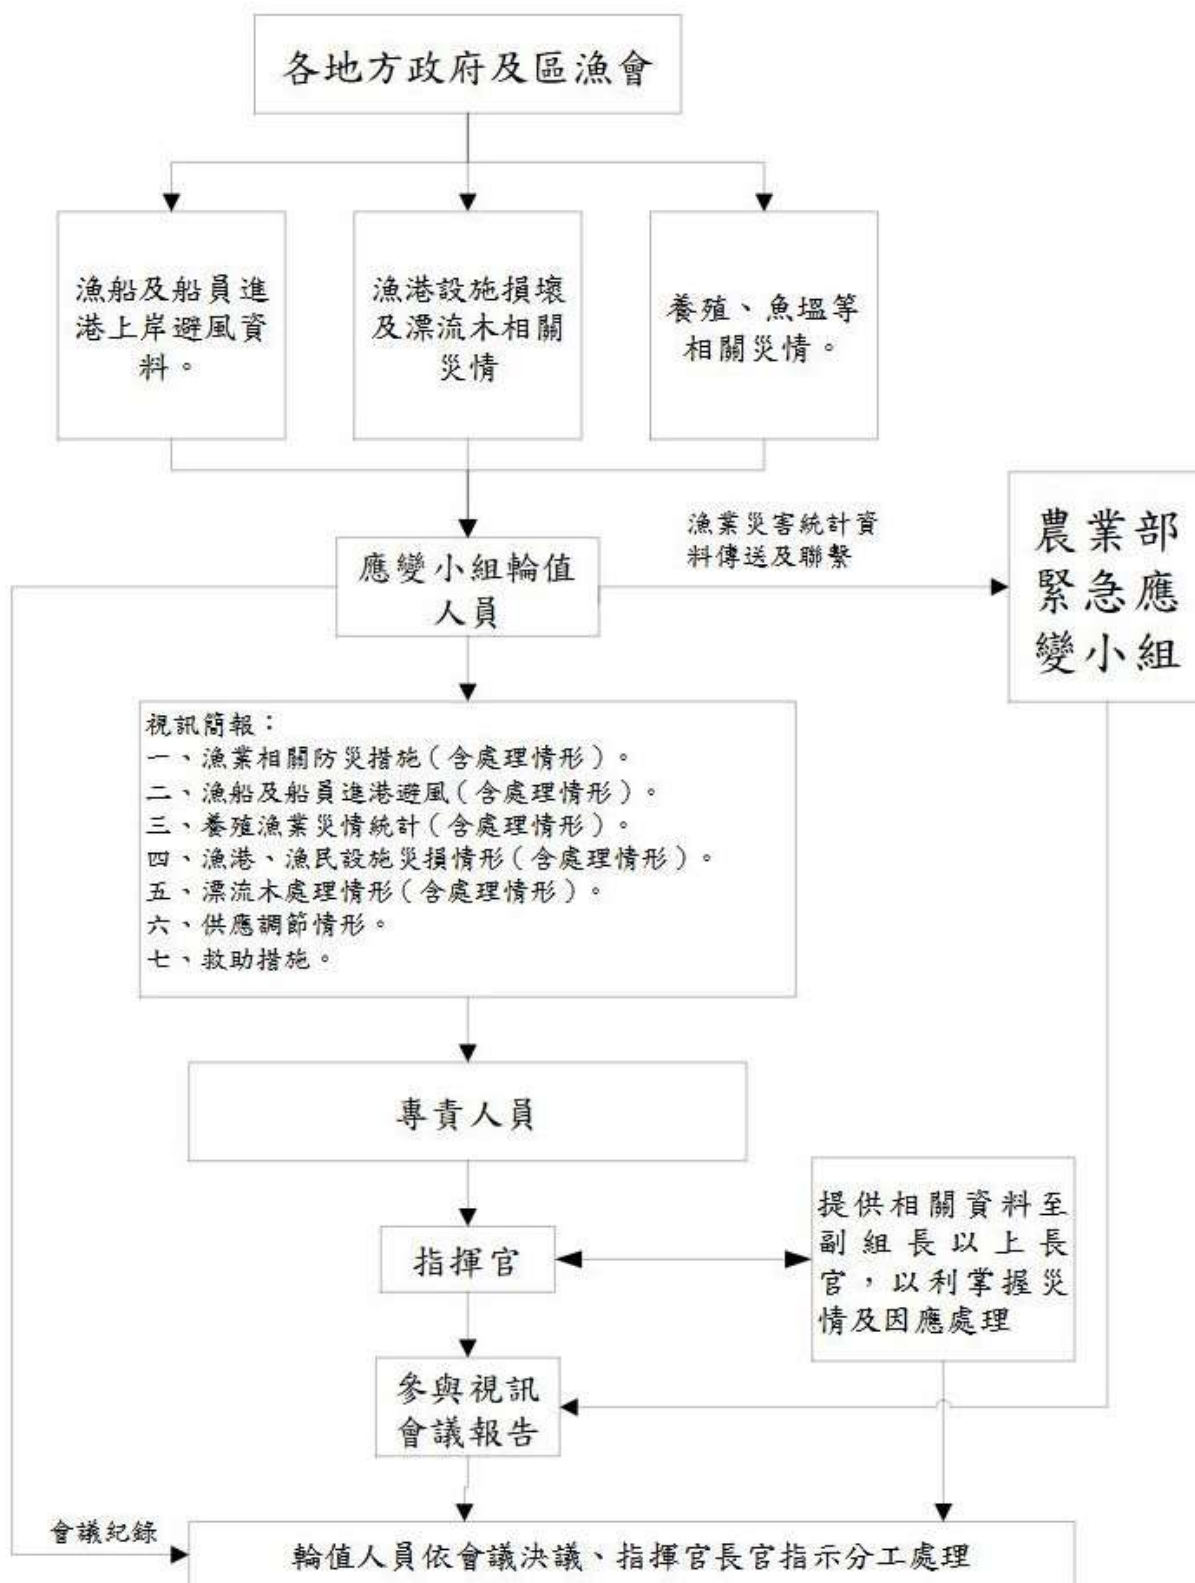 各地方政府及區漁會
漁船及船員進
港上岸避風資
料。
漁港設施損壞
及漂流木相關
災情
養殖、魚塭等
相關災情。
漁業災害統計資
料傳送及聯繫
農業部
緊急應
變小組
應變小組輪值
人員
視訊簡報：
一、漁業相關防災措施（含處理情形）。
二、漁船及船員進港避風（含處理情形）。
三、養殖漁業災情統計（含處理情形）。
四、漁港、漁民設施災損情形（含處理情形）。
五、漂流木處理情形（含處理情形）。
六、供應調節情形。
七、救助措施。
專責人員
指揮官
提供相關資料至
副組長以上長
官，以利掌握災
情及因應處理
參與視訊
會議報告
會議紀錄
輪值人員依會議決議、指揮官長官指示分工處理